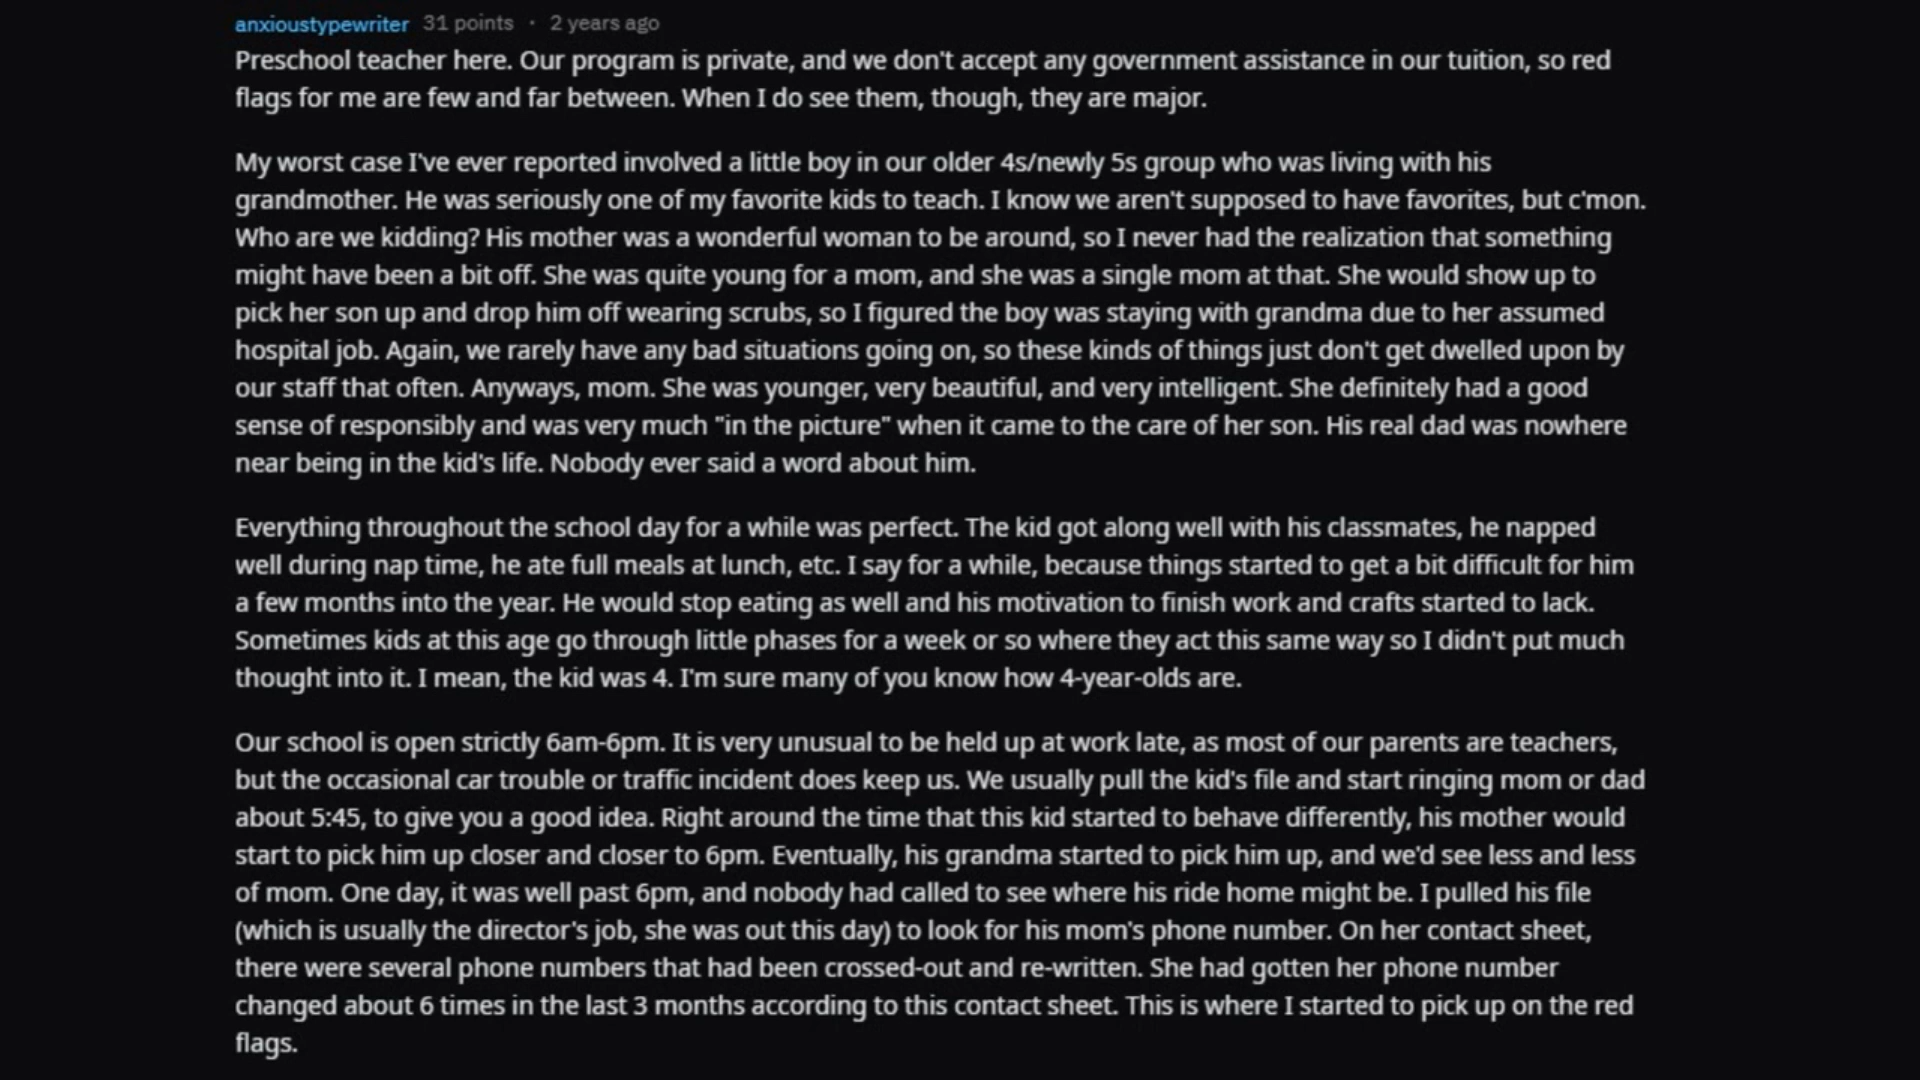 anxioustypewriter 31 points · 2 years ago
Preschool teacher here. Our program is private, and we don't accept any government assistance in our tuition, so red
flags for me are few and far between. When I do see them, though, they are major.
My worst case I've ever reported involved a little boy in our older 4s/newly 5s group who was living with his
grandmother. He was seriously one of my favorite kids to teach. I know we aren't supposed to have favorites, but c'mon.
Who are we kidding? His mother was a wonderful woman to be around, so I never had the realization that something
might have been a bit off. She was quite young for a mom, and she was a single mom at that. She would show up to
pick her son up and drop him off wearing scrubs, so I figured the boy was staying with grandma due to her assumed
hospital job. Again, we rarely have any bad situations going on, so these kinds of things just don't get dwelled upon by
our staff that often. Anyways, mom. She was younger, very beautiful, and very intelligent. She definitely had a good
sense of responsibly and was very much "in the picture" when it came to the care of her son. His real dad was nowhere
near being in the kid's life. Nobody ever said a word about him.
Everything throughout the school day for a while was perfect. The kid got along well with his classmates, he napped
well during nap time, he ate full meals at lunch, etc. I say for a while, because things started to get a bit difficult for him
a few months into the year. He would stop eating as well and his motivation to finish work and crafts started to lack.
Sometimes kids at this age go through little phases for a week or so where they act this same way so I didn't put much
thought into it. I mean, the kid was 4. I'm sure many of you know how 4-year-olds are.
Our school is open strictly 6am-6pm. It is very unusual to be held up at work late, as most of our parents are teachers,
but the occasional car trouble or traffic incident does keep us. We usually pull the kid's file and start ringing mom or dad
about 5:45, to give you a good idea. Right around the time that this kid started to behave differently, his mother would
start to pick him up closer and closer to 6pm. Eventually, his grandma started to pick him up, and we'd see less and less
of mom. One day, it was well past 6pm, and nobody had called to see where his ride home might be. I pulled his file
(which is usually the director's job, she was out this day) to look for his mom's phone number. On her contact sheet,
there were several phone numbers that had been crossed-out and re-written. She had gotten her phone number
changed about 6 times in the last 3 months according to this contact sheet. This is where I started to pick up on the red
flags.